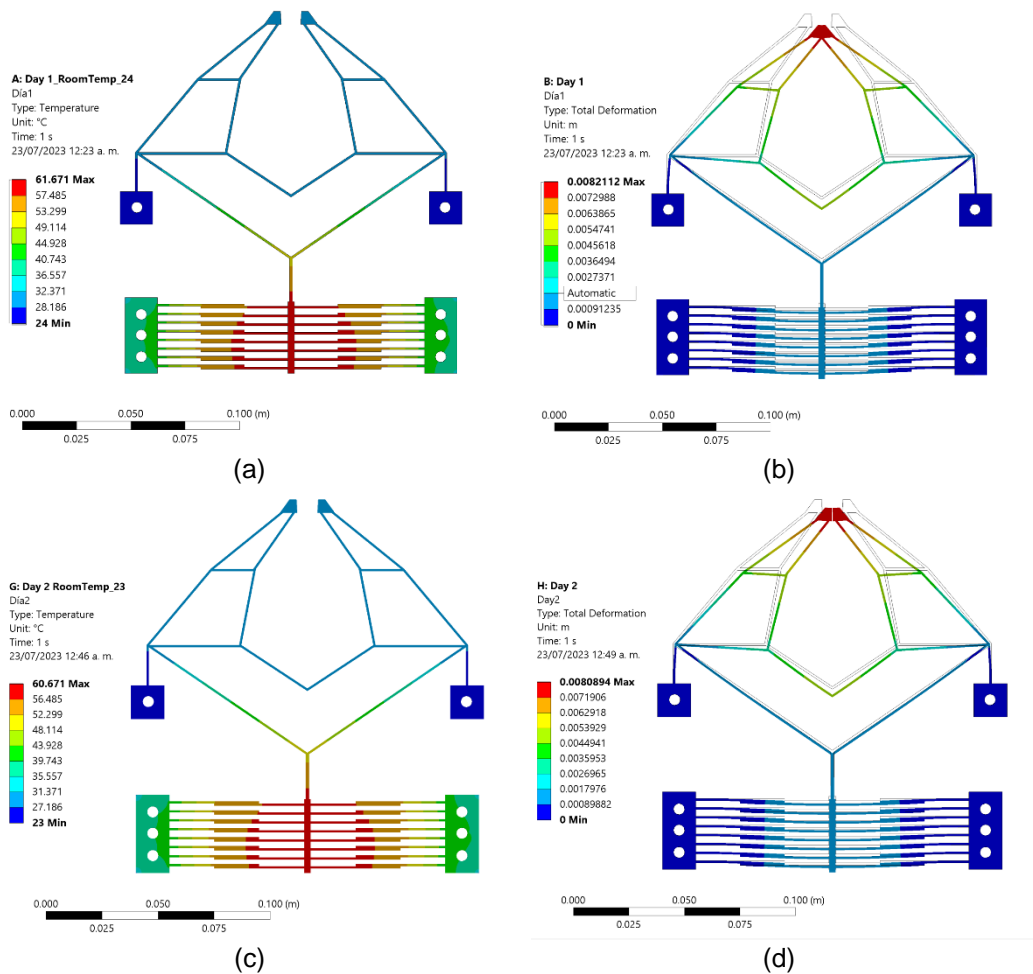 A: Day 1_RoomTemp_24
Día1
Type: Temperature
Unit: °C
Time: 1 s
23/07/2023 12:23 a. m.
61.671 Max
57.485
53.299
49.114
44.928
40.743
36.557
32.371
28.186
24 Min
0.000 0.050 0.100 (m)
0.025 0.075
(a)
B: Day 1
Día1
Type: Total Deformation
Unit: m
Time: 1 s
23/07/2023 12:23 a. m.
0.0082112 Max
0.0072988
0.0063865
0.0054741
0.0045618
0.0036494
0.0027371
Automatic
0.00091235
0 Min
0.000 0.050 0.100 (m)
0.025 0.075
(b)
G: Day 2 RoomTemp_23
Día2
Type: Temperature
Unit: °C
Time: 1 s
23/07/2023 12:46 a. m.
60.671 Max
56.485
52.299
48.114
43.928
39.743
35.557
31.371
27.186
23 Min
0.000 0.050 0.100 (m)
0.025 0.075
(c)
H: Day 2
Day2
Type: Total Deformation
Unit: m
Time: 1 s
23/07/2023 12:49 a. m.
0.0080894 Max
0.0071906
0.0062918
0.0053929
0.0044941
0.0035953
0.0026965
0.0017976
0.00089882
0 Min
0.000 0.050 0.100 (m)
0.025 0.075
(d)